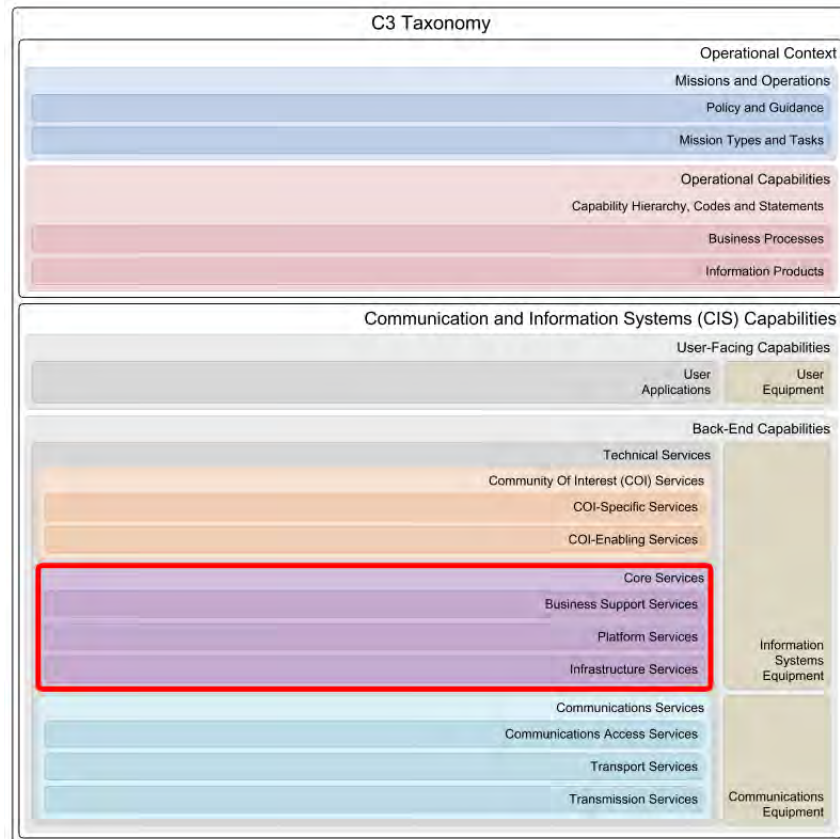 C3 Taxonomy
Operational Context
Missions and Operations
Policy and Guidance
Mission Types and Tasks
Operational Capabilities
Capability Hierarchy, Codes and Statements
Business Processes
Information Products
Communication and Information Systems (CIS) Capabilities
User-Facing Capabilities
User
Applications
User
Equipment
Back-End Capabilities
Technical Services
Community Of Interest (COI) Services
COI-Specific Services
COI-Enabling Services
Core Services
Business Support Services
Platform Services
Infrastructure Services
Information
Systems
Equipment
Communications Services
Communications Access Services
Transport Services
Transmission Services
Communications
Equipment